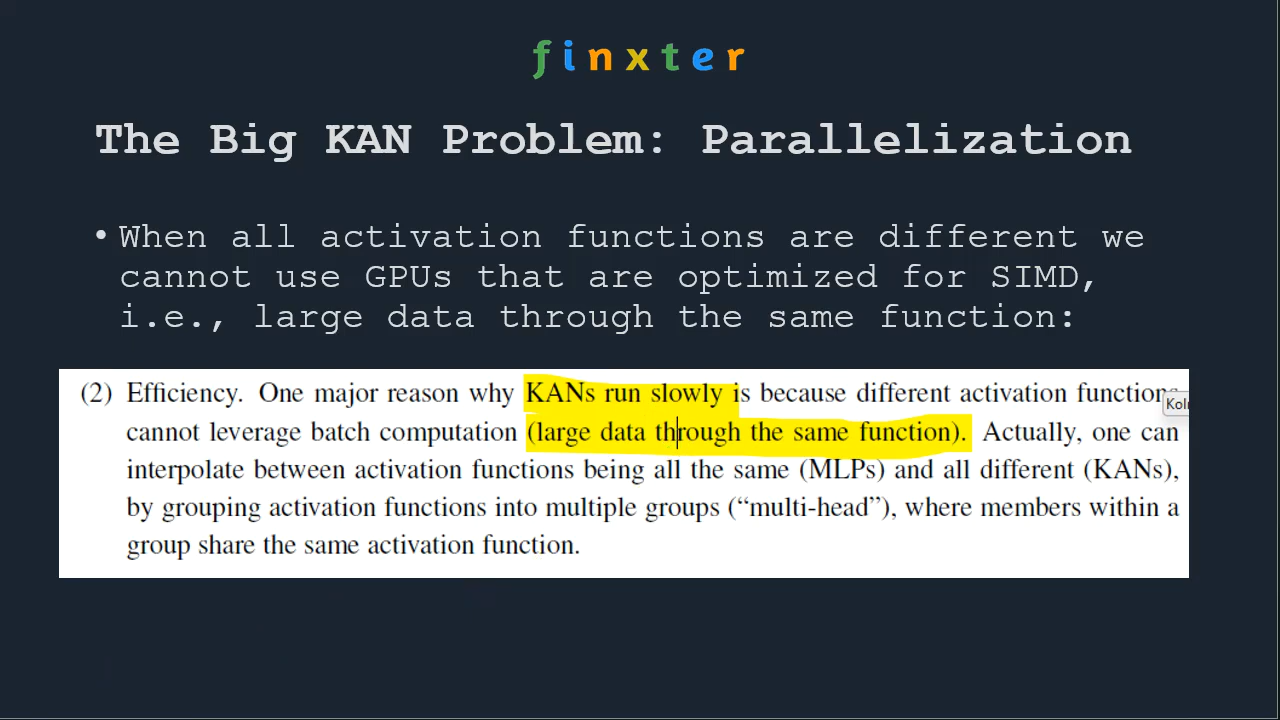 finxter
The Big KAN Problem: Parallelization
• When all activation functions are different we
cannot use GPUs that are optimized for SIMD,
i.e., large data through the same function:
(2) Efficiency. One major reason why KANs run slowly is because different activation functions
Koln
cannot leverage batch computation (large data through the same function). Actually, one can
interpolate between activation functions being all the same (MLPs) and all different (KANs),
by grouping activation functions into multiple groups (“multi-head”), where members within a
group share the same activation function.